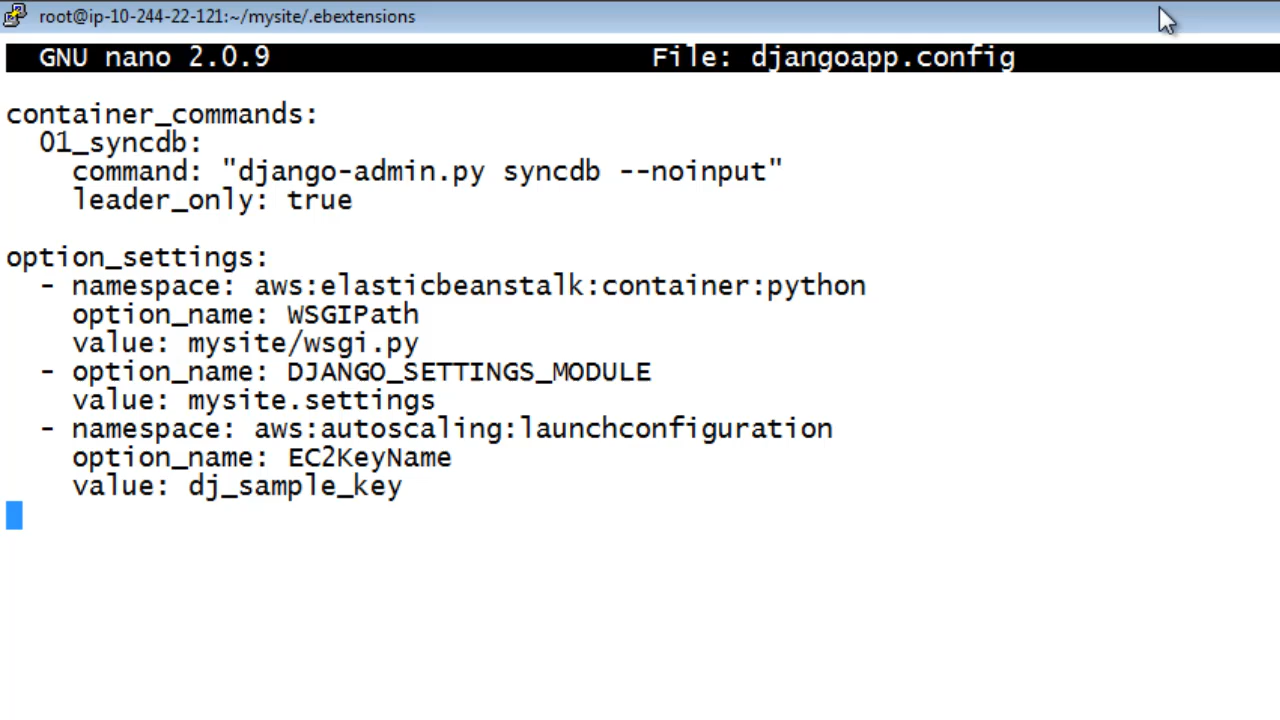 root@ip-10-244-22-121:~/mysite/.ebextensions
GNU nano 2.0.9 File: djangoapp.config
container_commands:
01_syncdb:
command: "django-admin.py syncdb --noinput"
leader_only: true
option_settings:
- namespace: aws:elasticbeanstalk:container:python
option_name: WSGIPath
value: mysite/wsgi.py
- option_name: DJANGO_SETTINGS_MODULE
value: mysite.settings
- namespace: aws:autoscaling:launchconfiguration
option_name: EC2KeyName
value: dj_sample_key